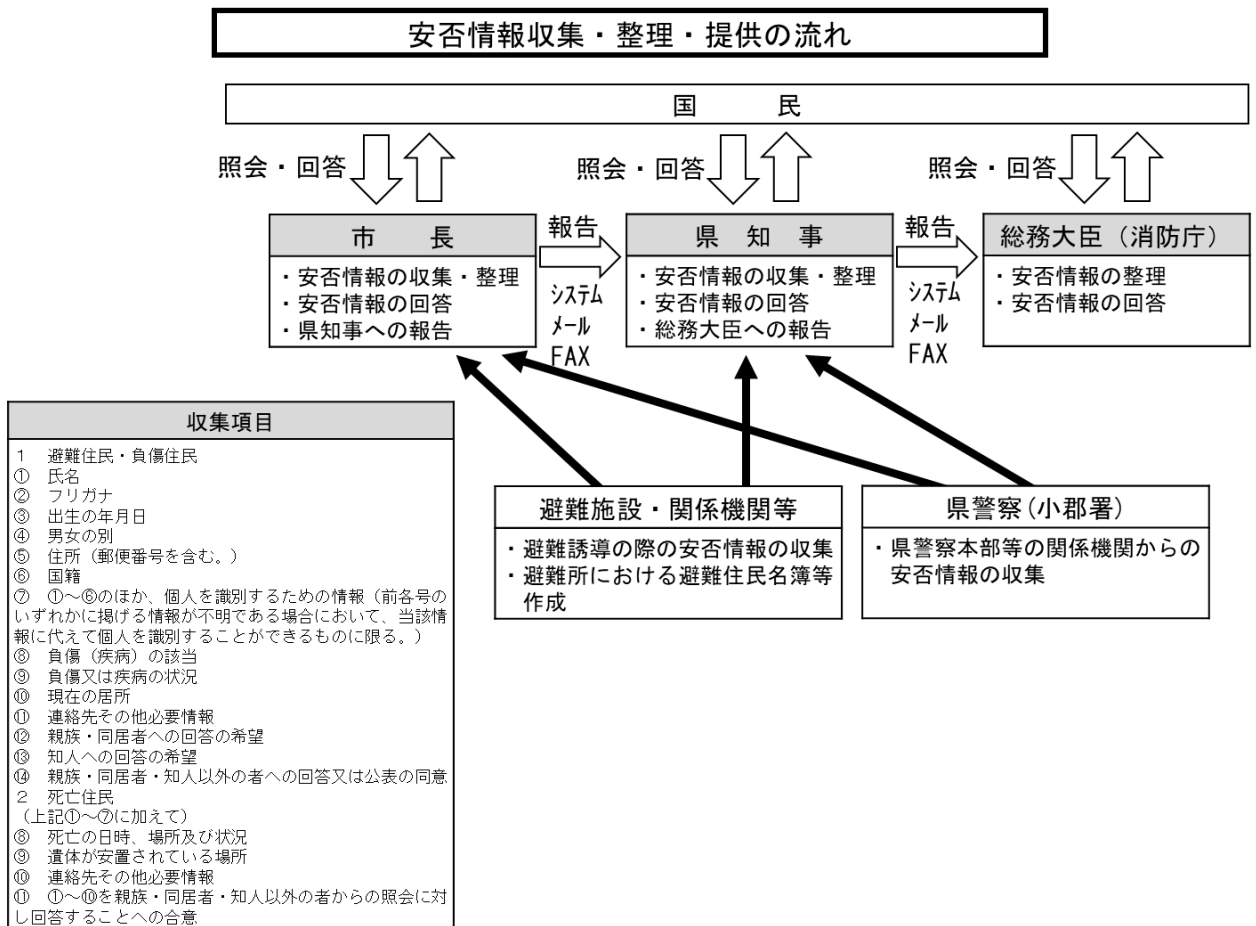 安否情報収集・整理・提供の流れ
国　　民
照会・回答
照会・回答
照会・回答
市　　長
・安否情報の収集・整理
・安否情報の回答
・県知事への報告
報告
システム
メール
FAX
県　知　事
・安否情報の収集・整理
・安否情報の回答
・総務大臣への報告
報告
システム
メール
FAX
総務大臣（消防庁）
・安否情報の整理
・安否情報の回答
収集項目
1　避難住民・負傷住民
①　氏名
②　フリガナ
③　出生の年月日
④　男女の別
⑤　住所（郵便番号を含む。）
⑥　国籍
⑦　①～⑥のほか、個人を識別するための情報（前各号の
いずれかに掲げる情報が不明である場合において、当該情
報に代えて個人を識別することができるものに限る。）
⑧　負傷（疾病）の該当
⑨　負傷又は疾病の状況
⑩　現在の居所
⑪　連絡先その他必要情報
⑫　親族・同居者への回答の希望
⑬　知人への回答の希望
⑭　親族・同居者・知人以外の者への回答又は公表の同意
2　死亡住民
（上記①～⑦に加えて）
⑧　死亡の日時、場所及び状況
⑨　遺体が安置されている場所
⑩　連絡先その他必要情報
⑪　①～⑩を親族・同居者・知人以外の者からの照会に対
し回答することへの合意
避難施設・関係機関等
・避難誘導の際の安否情報の収集
・避難所における避難住民名簿等
作成
県警察（小郡署）
・県警察本部等の関係機関からの
安否情報の収集